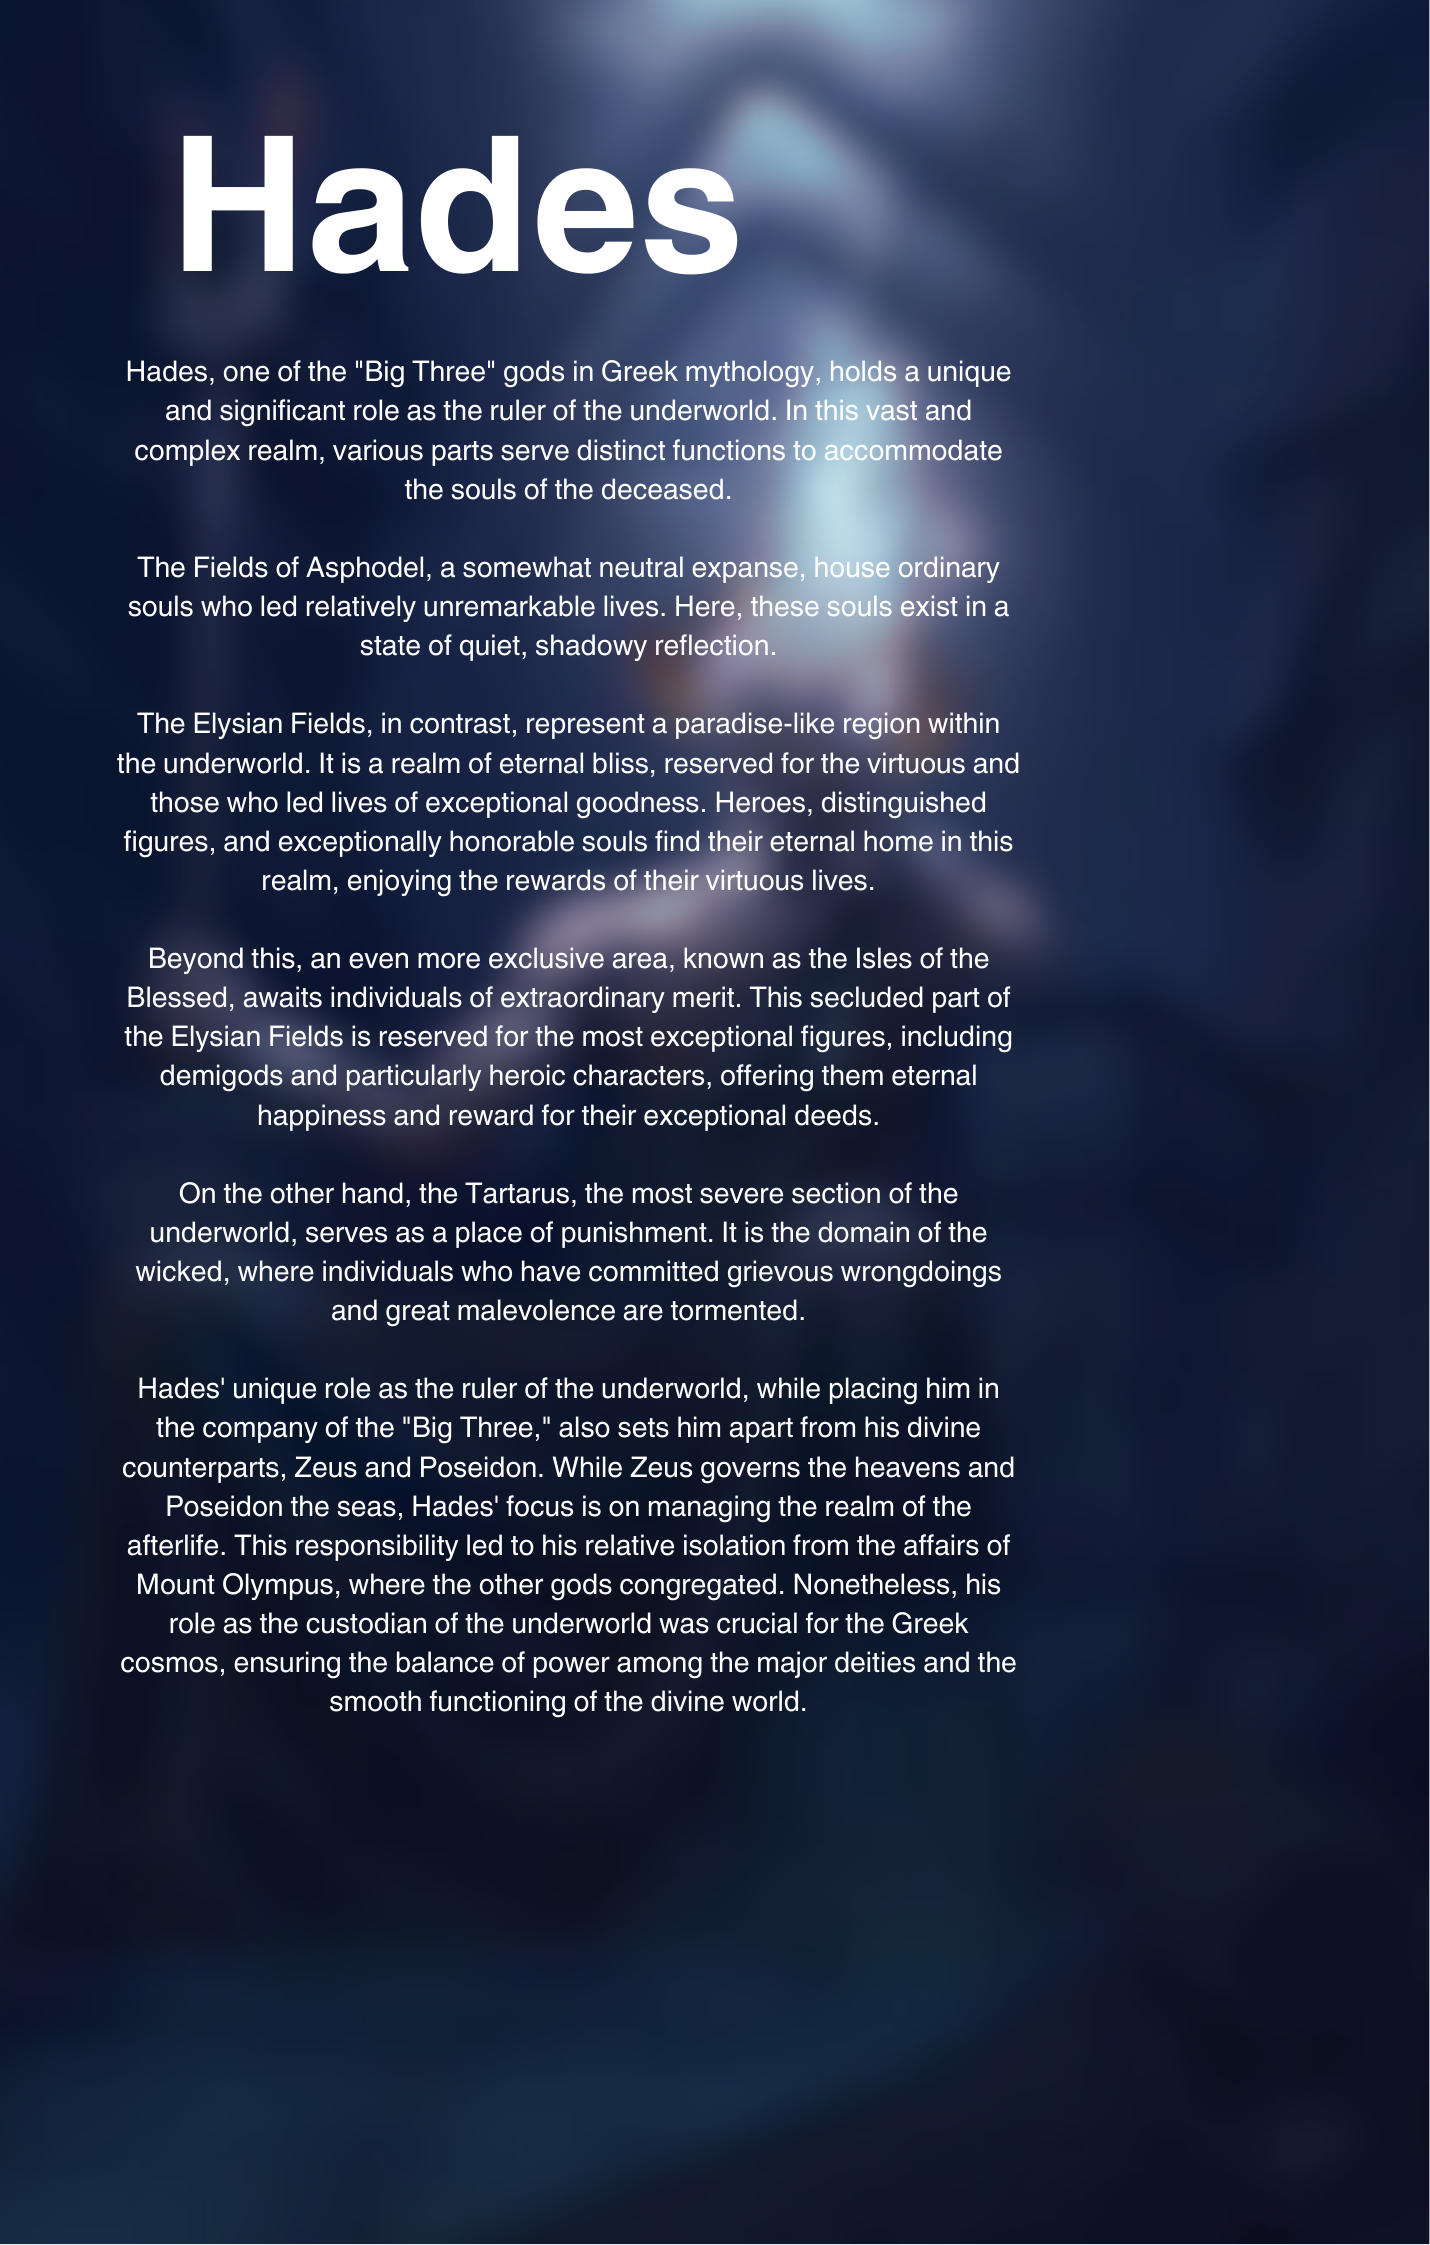 Hades
Hades, one of the "Big Three" gods in Greek mythology, holds a unique
and significant role as the ruler of the underworld. In this vast and
complex realm, various parts serve distinct functions to accommodate
the souls of the deceased.
The Fields of Asphodel, a somewhat neutral expanse, house ordinary
souls who led relatively unremarkable lives. Here, these souls exist in a
state of quiet, shadowy reflection.
The Elysian Fields, in contrast, represent a paradise-like region within
the underworld. It is a realm of eternal bliss, reserved for the virtuous and
those who led lives of exceptional goodness. Heroes, distinguished
figures, and exceptionally honorable souls find their eternal home in this
realm, enjoying the rewards of their virtuous lives.
Beyond this, an even more exclusive area, known as the Isles of the
Blessed, awaits individuals of extraordinary merit. This secluded part of
the Elysian Fields is reserved for the most exceptional figures, including
demigods and particularly heroic characters, offering them eternal
happiness and reward for their exceptional deeds.
On the other hand, the Tartarus, the most severe section of the
underworld, serves as a place of punishment. It is the domain of the
wicked, where individuals who have committed grievous wrongdoings
and great malevolence are tormented.
Hades' unique role as the ruler of the underworld, while placing him in
the company of the "Big Three," also sets him apart from his divine
counterparts, Zeus and Poseidon. While Zeus governs the heavens and
Poseidon the seas, Hades' focus is on managing the realm of the
afterlife. This responsibility led to his relative isolation from the affairs of
Mount Olympus, where the other gods congregated. Nonetheless, his
role as the custodian of the underworld was crucial for the Greek
cosmos, ensuring the balance of power among the major deities and the
smooth functioning of the divine world.